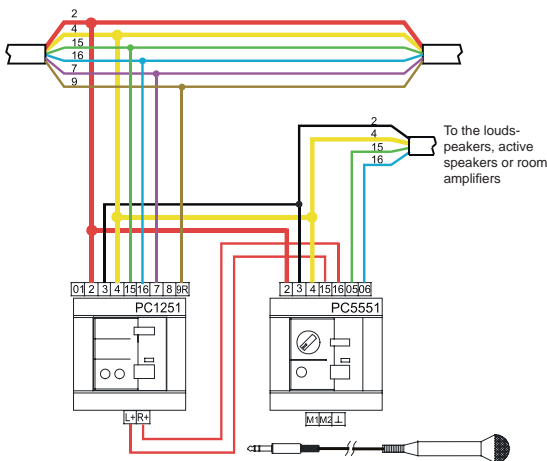 2
4
15
16
7
9
2
4
15
16
To the louds-
peakers, active
speakers or room
amplifiers
01 2 3 4 15 16 7 8 9R
PC1251
L+ R+
2 3 4 15 16 05 06
PC5551
M1 M2 ⊥